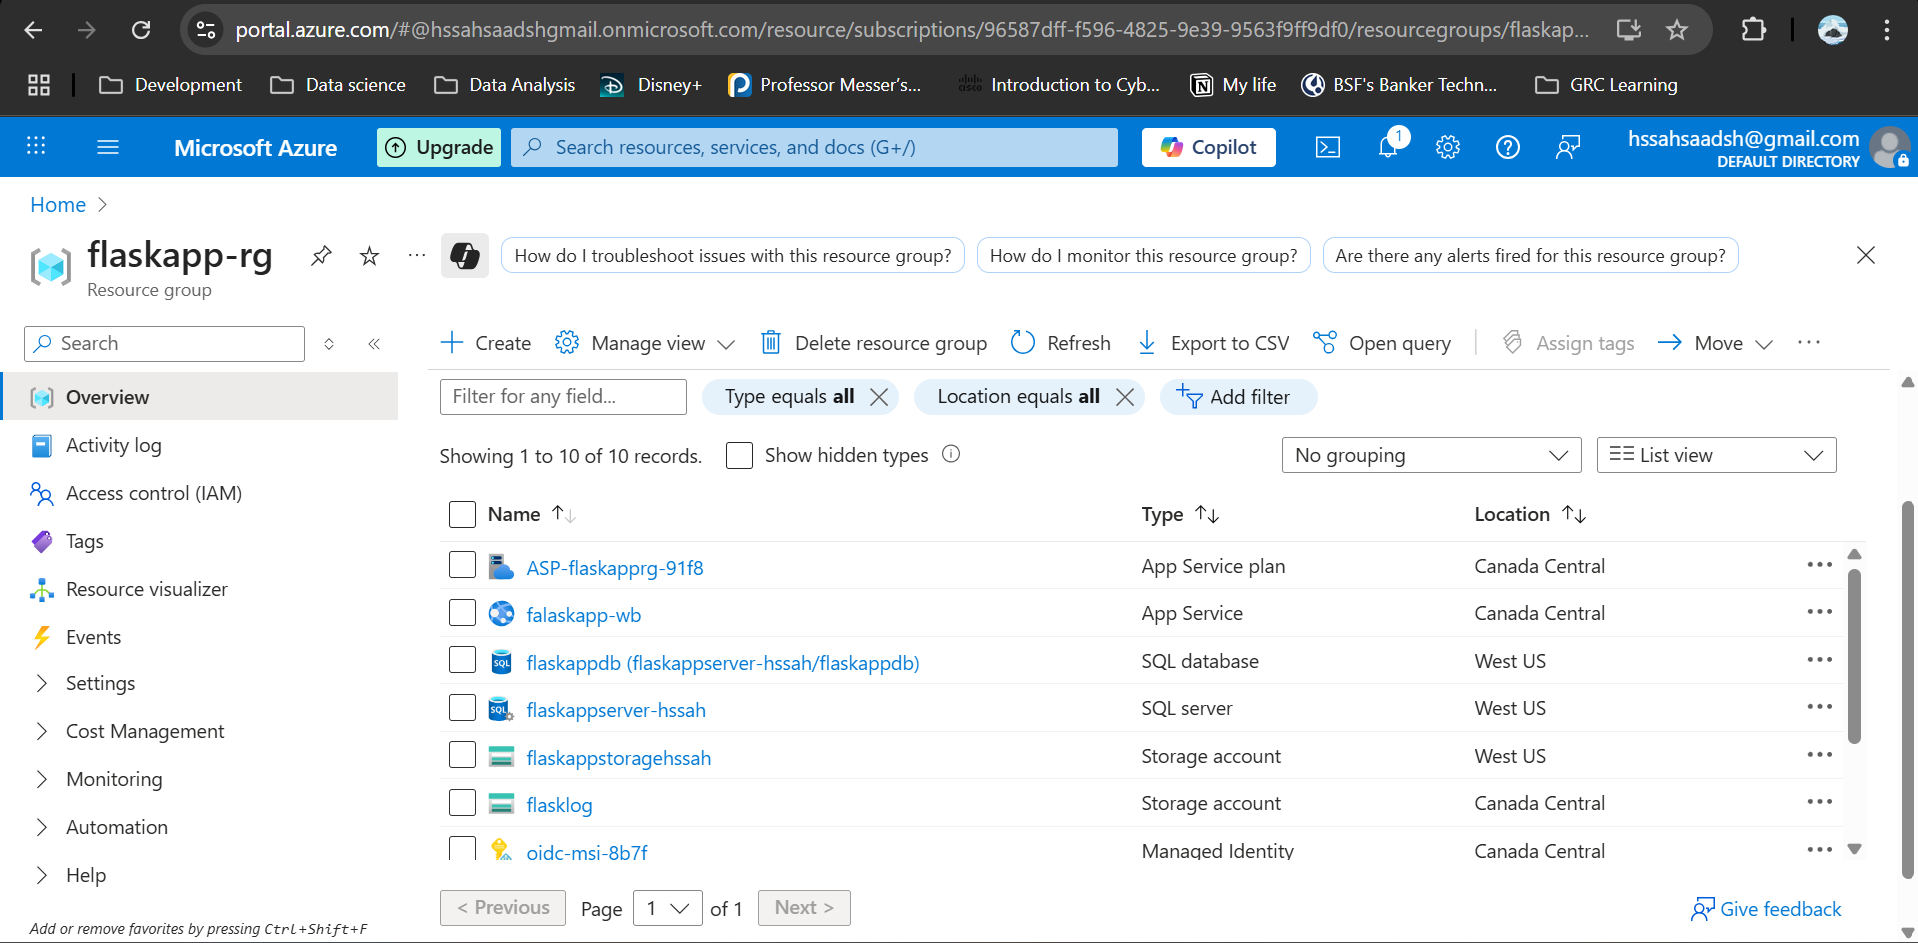 portal.azure.com/#@hssahsaadshgmail.onmicrosoft.com/resource/subscriptions/96587dff-f596-4825-9e39-9563f9ff9df0/resourcegroups/flaskap...
Development Data science Data Analysis Disney+ Professor Messer's... Introduction to Cyb... My life BSF's Banker Techn... GRC Learning
Microsoft Azure Upgrade Search resources, services, and docs (G+/) Copilot 1 hssahsaadsh@gmail.com
DEFAULT DIRECTORY
Home >
flaskapp-rg ... How do I troubleshoot issues with this resource group? How do I monitor this resource group? Are there any alerts fired for this resource group?
Resource group
Search Create Manage view Delete resource group Refresh Export to CSV Open query Assign tags Move ...
Overview Filter for any field... Type equals all Location equals all Add filter
Activity log Showing 1 to 10 of 10 records. Show hidden types No grouping List view
Access control (IAM)
Name Type Location
Tags
ASP-flaskapprg-91f8 App Service plan Canada Central ...
Resource visualizer
falaskapp-wb App Service Canada Central ...
Events
flaskappdb (flaskappserver-hssah/flaskappdb) SQL database West US ...
Settings
flaskappserver-hssah SQL server West US ...
Cost Management
flaskappstoragehssah Storage account West US ...
Monitoring
flasklog Storage account Canada Central ...
Automation
oidc-msi-8b7f Managed Identity Canada Central ...
Help
< Previous Page 1 of 1 Next > Give feedback
Add or remove favorites by pressing Ctrl+Shift+F